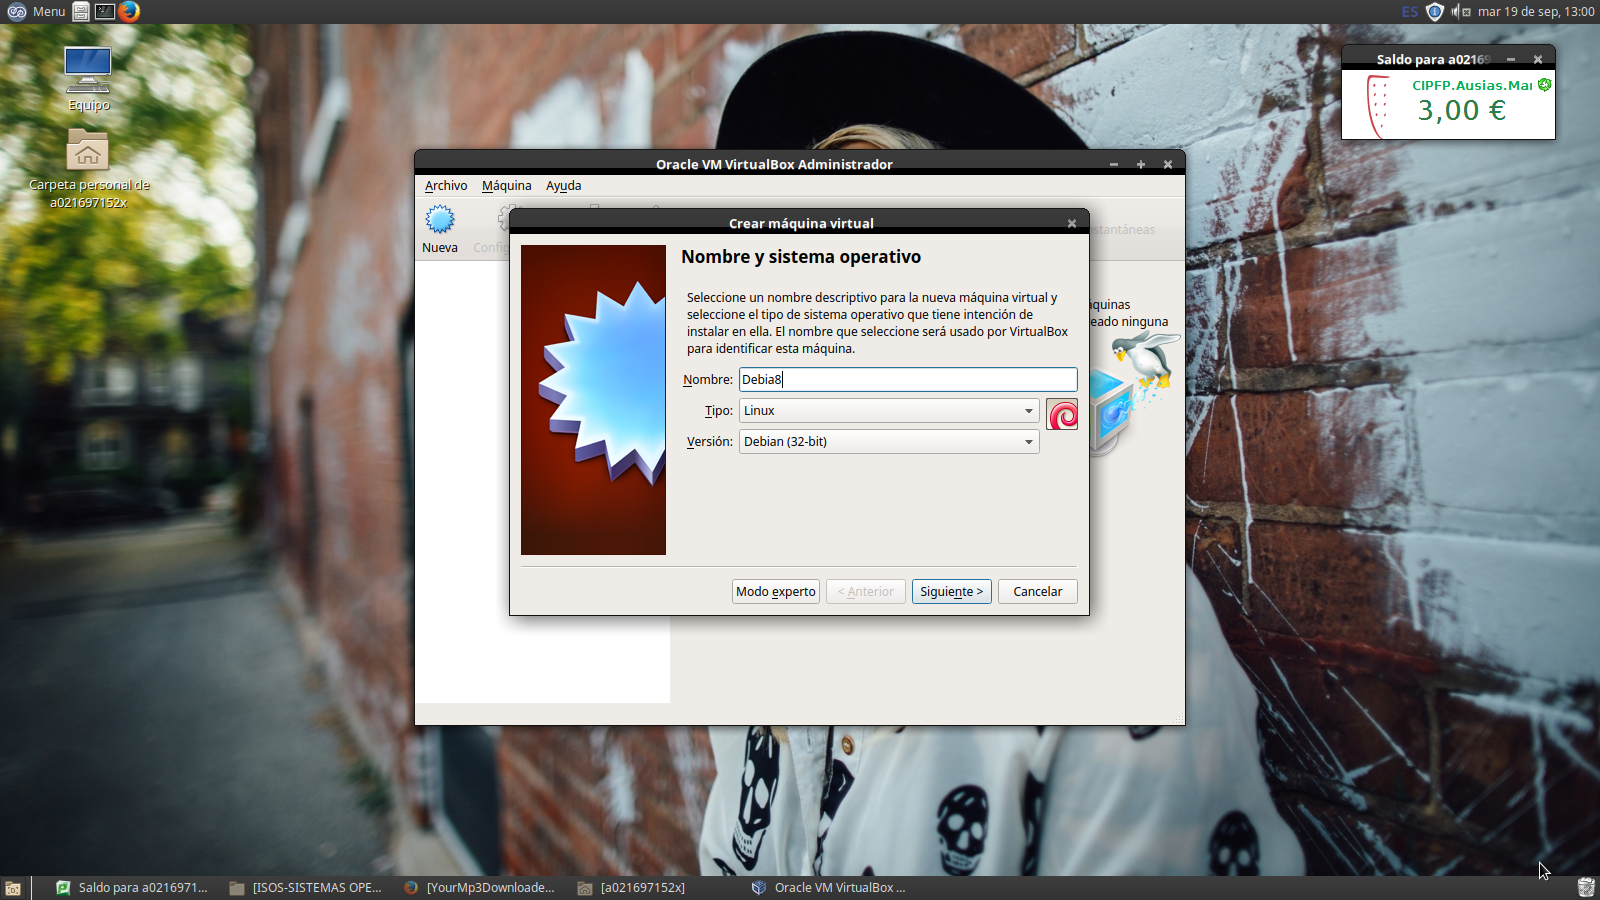 Menu
ES
mar 19 de sep, 13:00
Equipo
Carpeta personal de
a021697152x
Saldo para a02169
CIPFP.Ausias.Mar
3,00 €
Oracle VM VirtualBox Administrador
Archivo Máquina Ayuda
Nueva
Config
stantáneas
Crear máquina virtual
Nombre y sistema operativo
Seleccione un nombre descriptivo para la nueva máquina virtual y
seleccione el tipo de sistema operativo que tiene intención de
instalar en ella. El nombre que seleccione será usado por VirtualBox
para identificar esta máquina.
Nombre: Debia8
Tipo: Linux
Versión: Debian (32-bit)
Modo experto
< Anterior
Siguiente >
Cancelar
quinas
eado ninguna
Saldo para a0216971...
[ISOS-SISTEMAS OPE...
[YourMp3Downloade...
[a021697152x]
Oracle VM VirtualBox ...